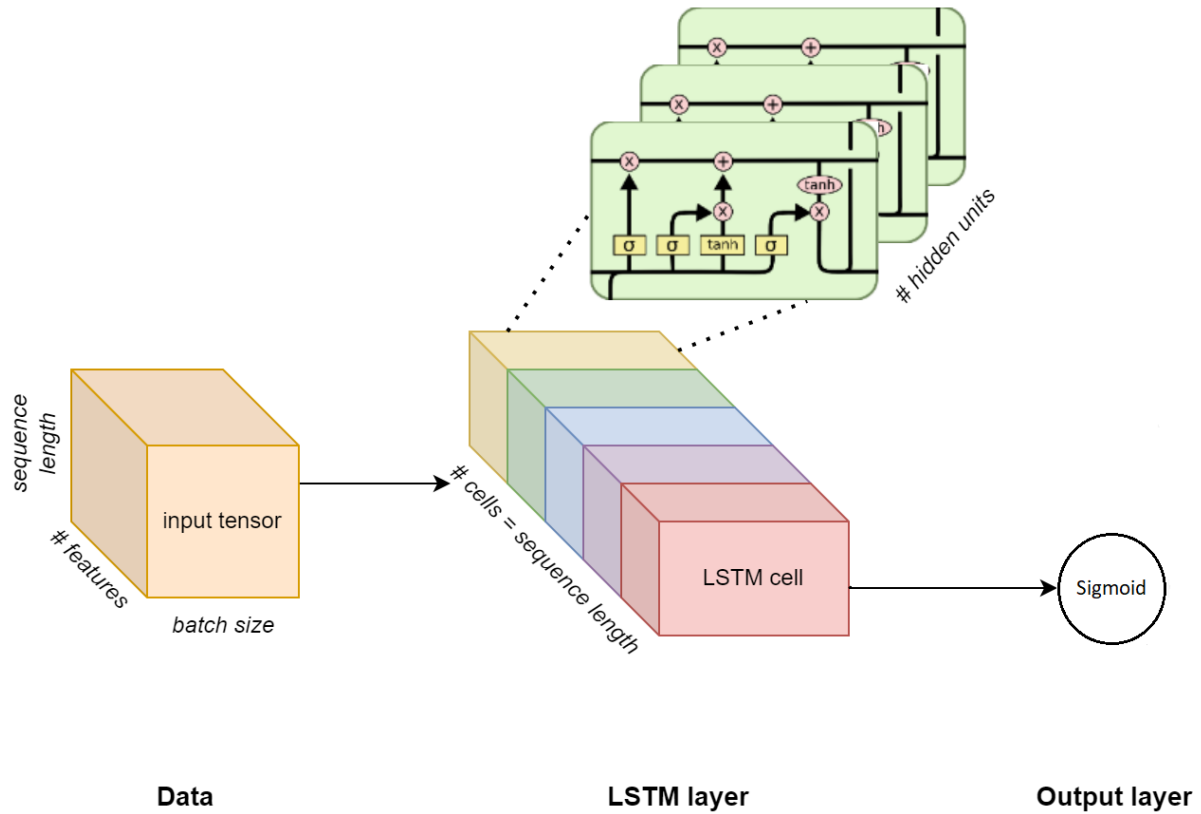 x
+
x
+
h
x
+
tanh
x
x
σ
σ
tanh
σ
# hidden units
sequence
length
input tensor
# features
batch size
# cells = sequence length
LSTM cell
Sigmoid
Data
LSTM layer
Output layer